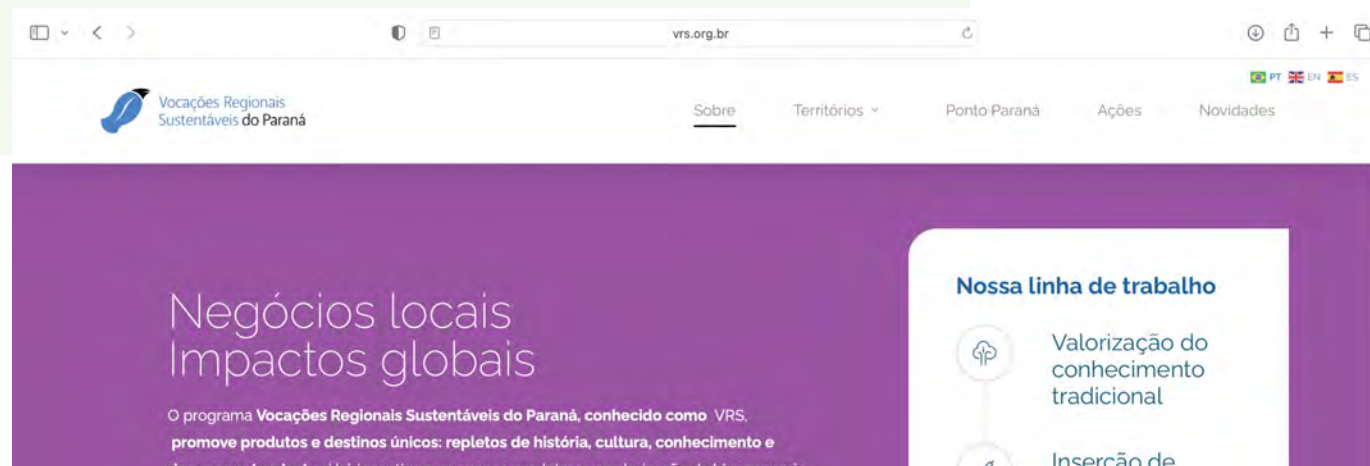 vrs.org.br
PT EN ES
Vocações Regionais
Sustentáveis do Paraná
Sobre Territórios Ponto Paraná Ações Novidades
Negócios locais
Impactos globais
O programa Vocações Regionais Sustentáveis do Paraná, conhecido como VRS,
promove produtos e destinos únicos: repletos de história, cultura, conhecimento e
Nossa linha de trabalho
Valorização do
conhecimento
tradicional
Inserção de